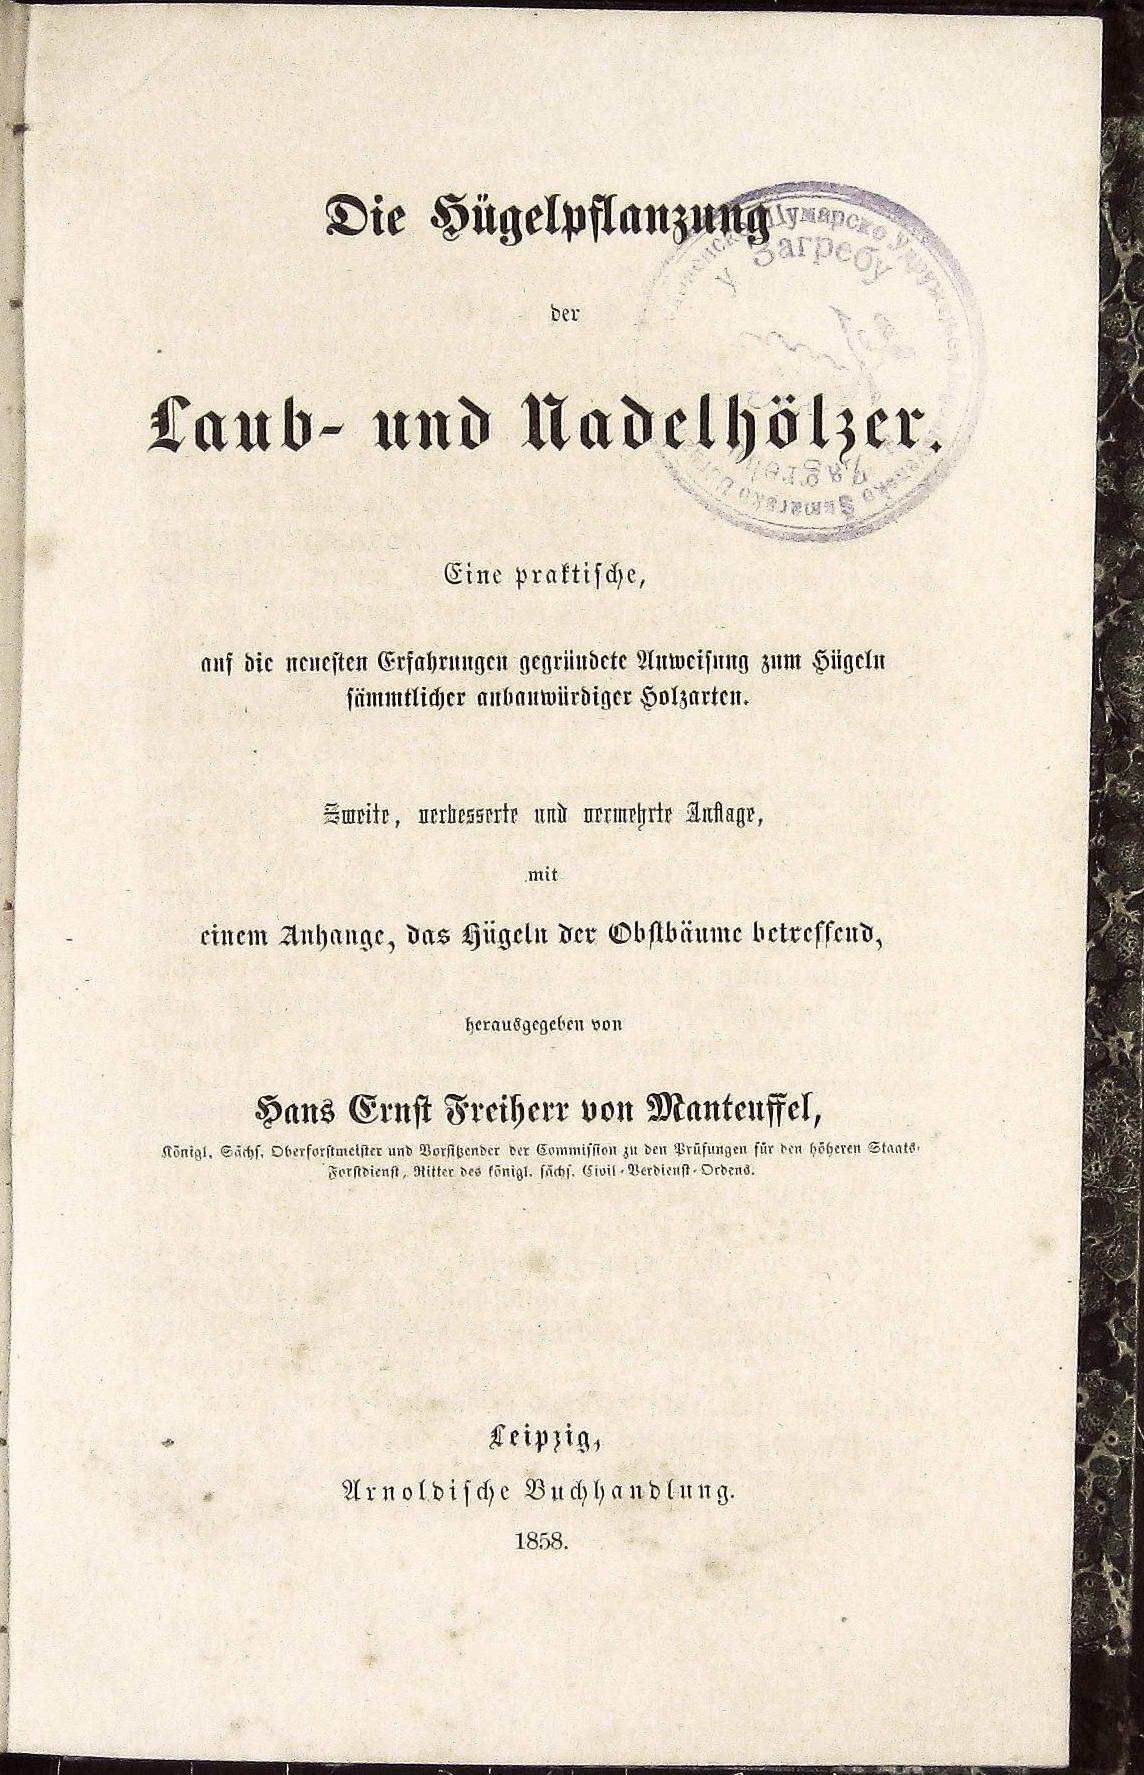 Die Hügelpflanzung
der
Laub- und Nadelhölzer.
Eine praktische,
auf die neuesten Erfahrungen gegründete Anweisung zum Hügeln
sämmtlicher anbauwürdiger Holzarten.
Zweite, verbesserte und vermehrte Auflage,
mit
einem Anhange, das Hügeln der Obstbäume betreffend,
herausgegeben von
Hans Ernst Freiherr von Manteuffel,
Königl. Sächs. Oberforstmeister und Vorsitzender der Commission zu den Prüfungen für den höheren Staats-
Forstdienst, Ritter des königl. sächs. Civil-Verdienst-Ordens.
Leipzig,
Arnoldische Buchhandlung.
1858.
Шумарско
у Загребу
Šumarsko